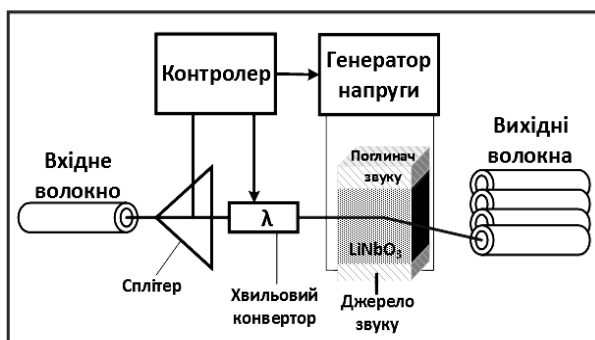 Контролер
Генератор
напруги
Вхідне
волокно
Вихідні
волокна
Поглинач
звуку
λ
LiNbO₃
Сплітер
Хвильовий
конвертор
Джерело
звуку